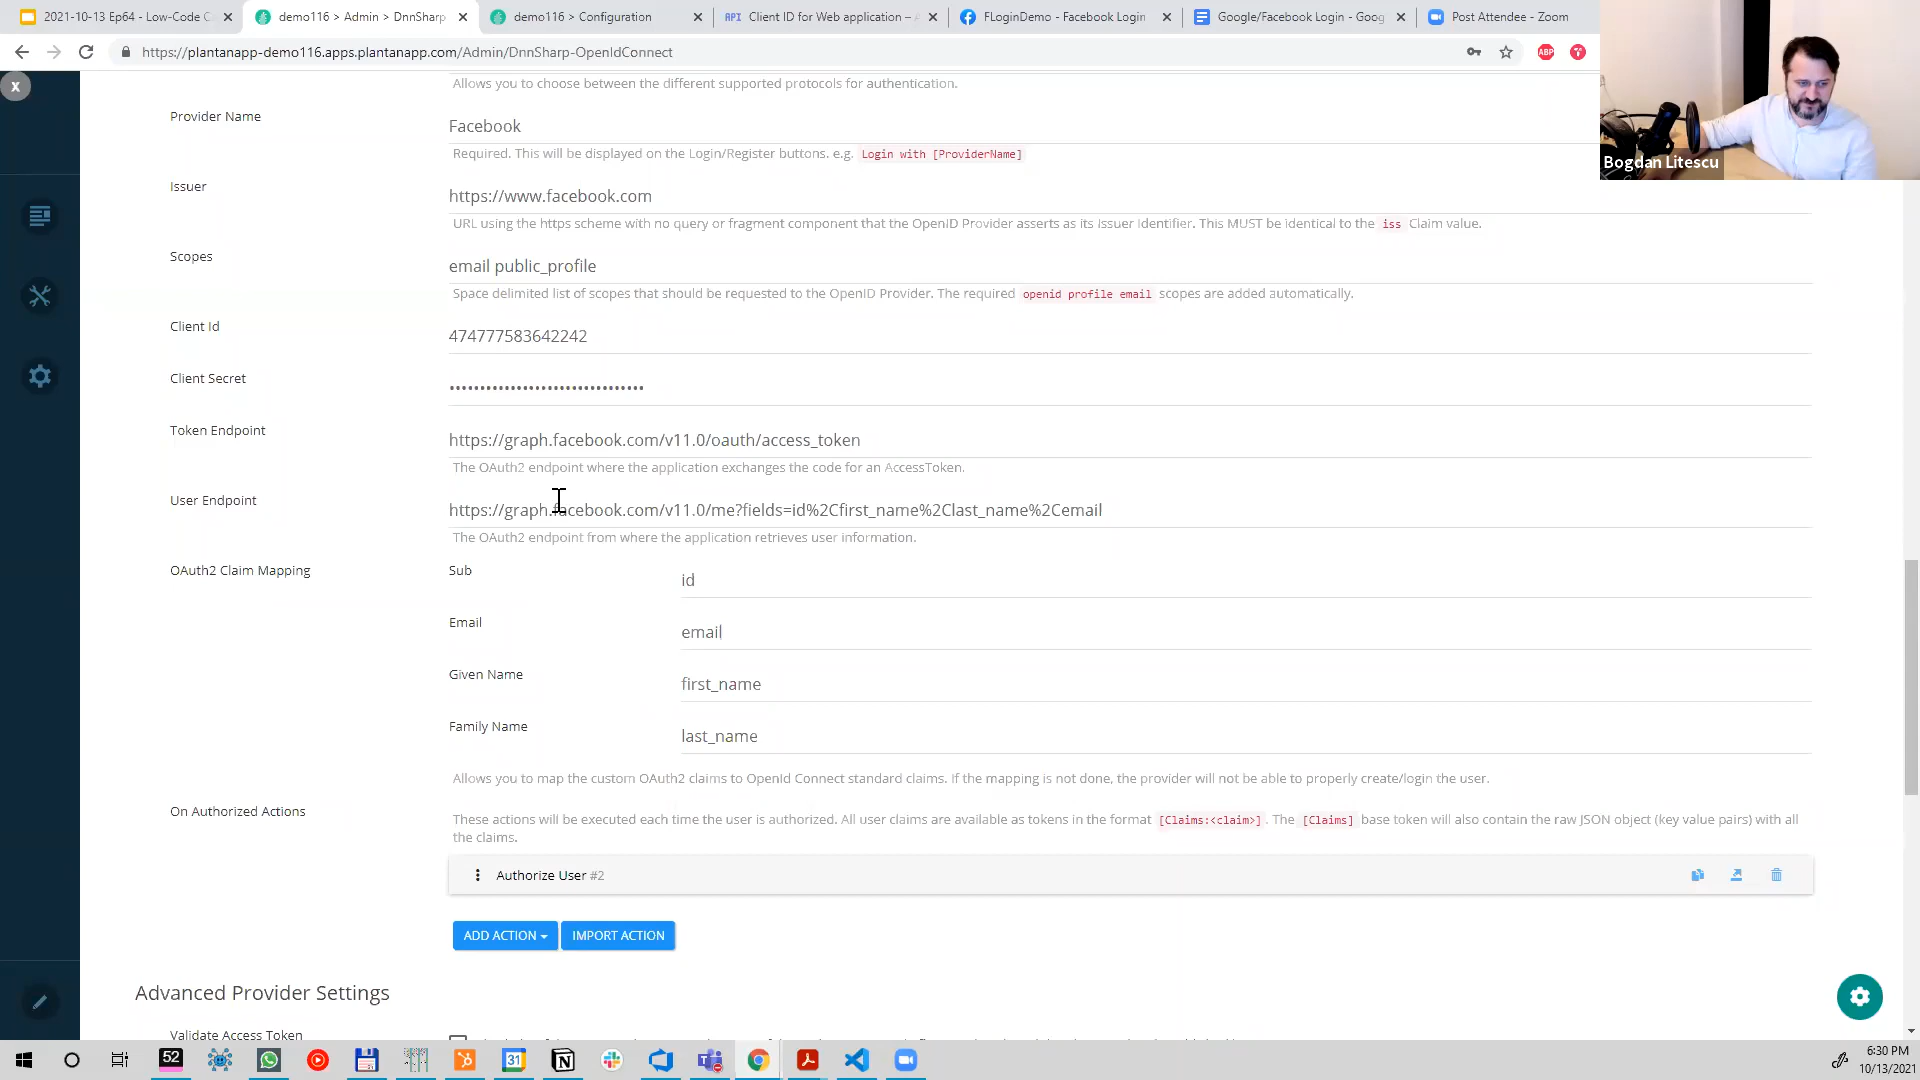 2021-10-13 Ep64 - Low-Code C
demo116 > Admin > DnnSharp
demo116 > Configuration
API Client ID for Web application –
FLoginDemo - Facebook Login
Google/Facebook Login - Goog
Post Attendee - Zoom
https://plantanapp-demo116.apps.plantanapp.com/Admin/DnnSharp-OpenIdConnect
ABP
x
Bogdan Litescu
Allows you to choose between the different supported protocols for authentication.
Provider Name
Facebook
Required. This will be displayed on the Login/Register buttons. e.g. Login with [ProviderName]
Issuer
https://www.facebook.com
URL using the https scheme with no query or fragment component that the OpenID Provider asserts as its Issuer Identifier. This MUST be identical to the iss Claim value.
Scopes
email public_profile
Space delimited list of scopes that should be requested to the OpenID Provider. The required openid profile email scopes are added automatically.
Client Id
474777583642242
Client Secret
Token Endpoint
https://graph.facebook.com/v11.0/oauth/access_token
The OAuth2 endpoint where the application exchanges the code for an AccessToken.
User Endpoint
https://graph.facebook.com/v11.0/me?fields=id%2Cfirst_name%2Clast_name%2Cemail
The OAuth2 endpoint from where the application retrieves user information.
OAuth2 Claim Mapping
Sub
id
Email
email
Given Name
first_name
Family Name
last_name
Allows you to map the custom OAuth2 claims to OpenId Connect standard claims. If the mapping is not done, the provider will not be able to properly create/login the user.
On Authorized Actions
These actions will be executed each time the user is authorized. All user claims are available as tokens in the format [Claims:<claim>]. The [Claims] base token will also contain the raw JSON object (key value pairs) with all
the claims.
Authorize User #2
ADD ACTION
IMPORT ACTION
Advanced Provider Settings
Validate Access Token
52
31
6:30 PM
10/13/2021